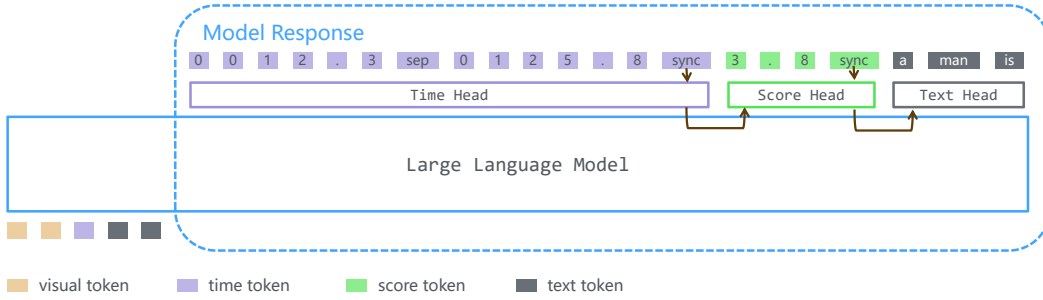 Model Response
0 0 1 2 . 3 sep 0 1 2 5 . 8 sync 3 . 8 sync a man is
Time Head Score Head Text Head
Large Language Model
visual token time token score token text token